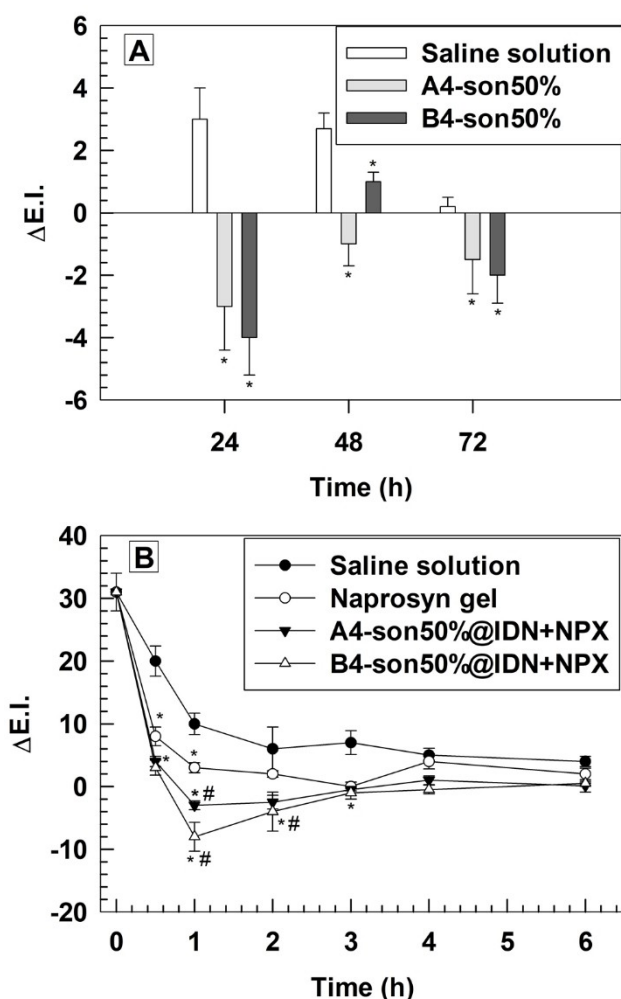 A
Saline solution
A4-son50%
B4-son50%
6
4
2
0
-2
-4
-6
ΔE.I.
*
*
*
*
*
*
24 48 72
Time (h)
B
Saline solution
Naprosyn gel
A4-son50%@IDN+NPX
B4-son50%@IDN+NPX
40
30
20
10
0
-10
-20
ΔE.I.
*
*
*
*#
*#
*#
*
0 1 2 3 4 5 6
Time (h)